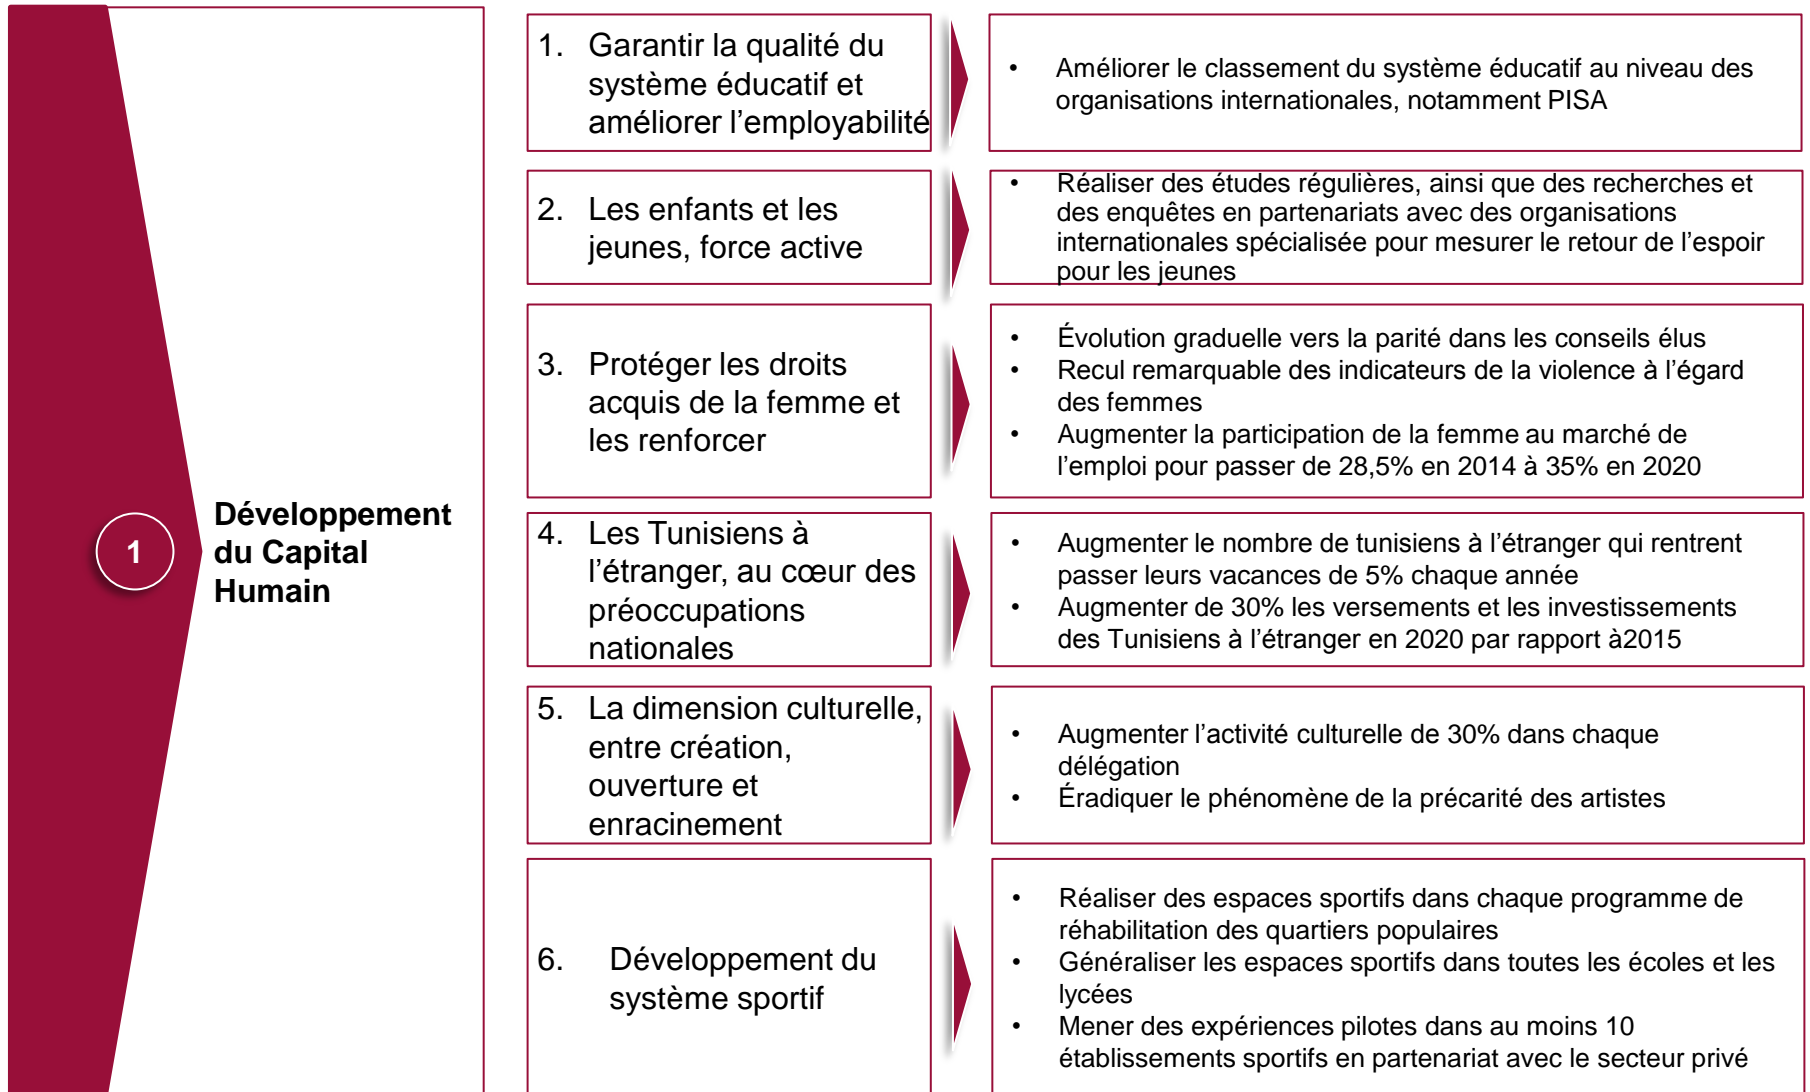 1
Développement
du Capital
Humain
1. Garantir la qualité du
système éducatif et
améliorer l’employabilité
• Améliorer le classement du système éducatif au niveau des
organisations internationales, notamment PISA
2. Les enfants et les
jeunes, force active
• Réaliser des études régulières, ainsi que des recherches et
des enquêtes en partenariats avec des organisations
internationales spécialisée pour mesurer le retour de l’espoir
pour les jeunes
3. Protéger les droits
acquis de la femme et
les renforcer
• Évolution graduelle vers la parité dans les conseils élus
• Recul remarquable des indicateurs de la violence à l’égard
des femmes
• Augmenter la participation de la femme au marché de
l’emploi pour passer de 28,5% en 2014 à 35% en 2020
4. Les Tunisiens à
l’étranger, au cœur des
préoccupations
nationales
• Augmenter le nombre de tunisiens à l’étranger qui rentrent
passer leurs vacances de 5% chaque année
• Augmenter de 30% les versements et les investissements
des Tunisiens à l’étranger en 2020 par rapport à2015
5. La dimension culturelle,
entre création,
ouverture et
enracinement
• Augmenter l’activité culturelle de 30% dans chaque
délégation
• Éradiquer le phénomène de la précarité des artistes
6. Développement du
système sportif
• Réaliser des espaces sportifs dans chaque programme de
réhabilitation des quartiers populaires
• Généraliser les espaces sportifs dans toutes les écoles et les
lycées
• Mener des expériences pilotes dans au moins 10
établissements sportifs en partenariat avec le secteur privé